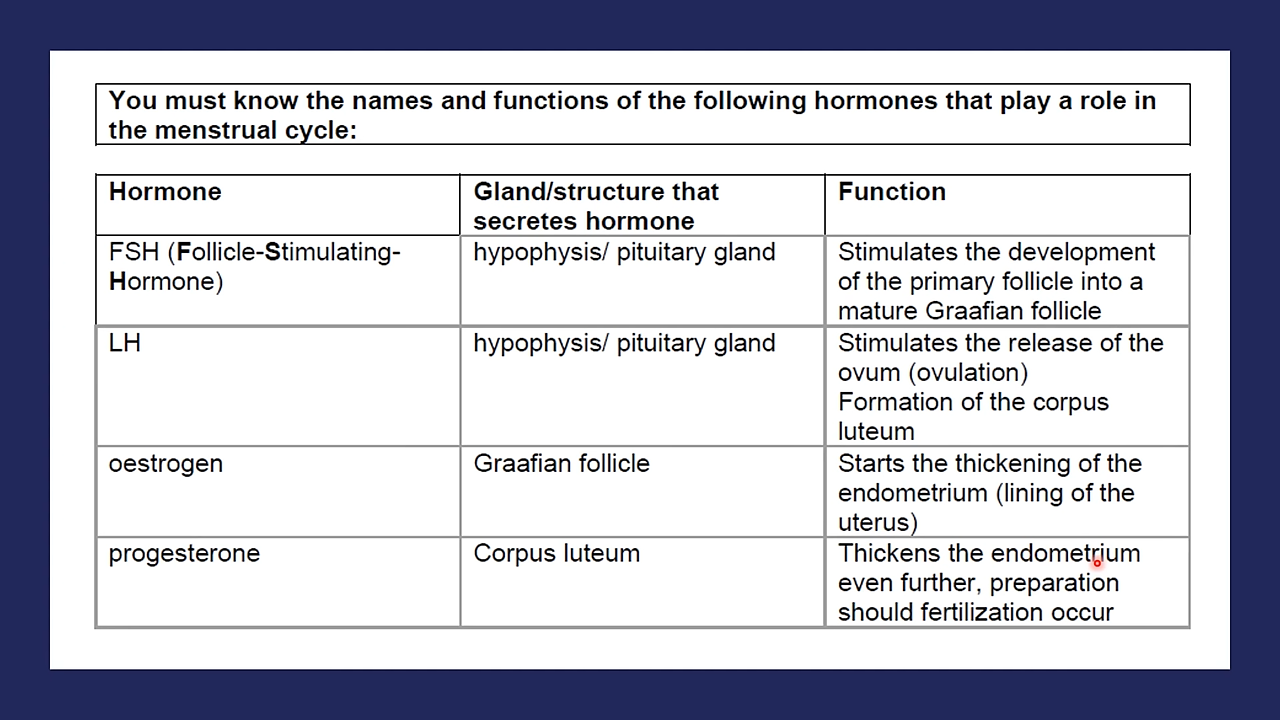 You must know the names and functions of the following hormones that play a role in
the menstrual cycle:
Hormone
Gland/structure that
secretes hormone
Function
FSH (Follicle-Stimulating-
Hormone)
hypophysis/ pituitary gland
Stimulates the development
of the primary follicle into a
mature Graafian follicle
LH
hypophysis/ pituitary gland
Stimulates the release of the
ovum (ovulation)
Formation of the corpus
luteum
oestrogen
Graafian follicle
Starts the thickening of the
endometrium (lining of the
uterus)
progesterone
Corpus luteum
Thickens the endometrium
even further, preparation
should fertilization occur